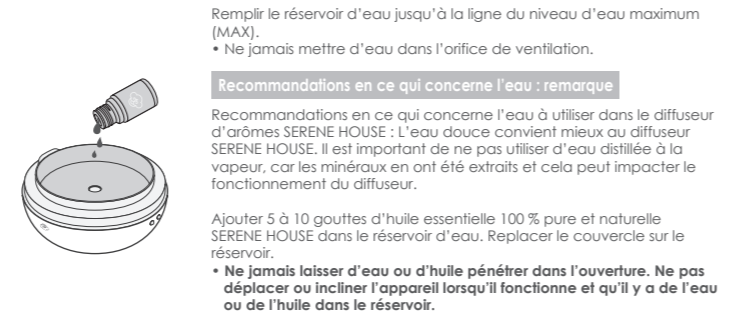 Remplir le réservoir d’eau jusqu’à la ligne du niveau d’eau maximum
(MAX).
• Ne jamais mettre d’eau dans l’orifice de ventilation.
Recommandations en ce qui concerne l’eau : remarque
Recommandations en ce qui concerne l’eau à utiliser dans le diffuseur
d’arômes SERENE HOUSE : L’eau douce convient mieux au diffuseur
SERENE HOUSE. Il est important de ne pas utiliser d’eau distillée à la
vapeur, car les minéraux en ont été extraits et cela peut impacter le
fonctionnement du diffuseur.
Ajouter 5 à 10 gouttes d’huile essentielle 100 % pure et naturelle
SERENE HOUSE dans le réservoir d’eau. Replacer le couvercle sur le
réservoir.
• Ne jamais laisser d’eau ou d’huile pénétrer dans l’ouverture. Ne pas
déplacer ou incliner l’appareil lorsqu’il fonctionne et qu’il y a de l’eau
ou de l’huile dans le réservoir.